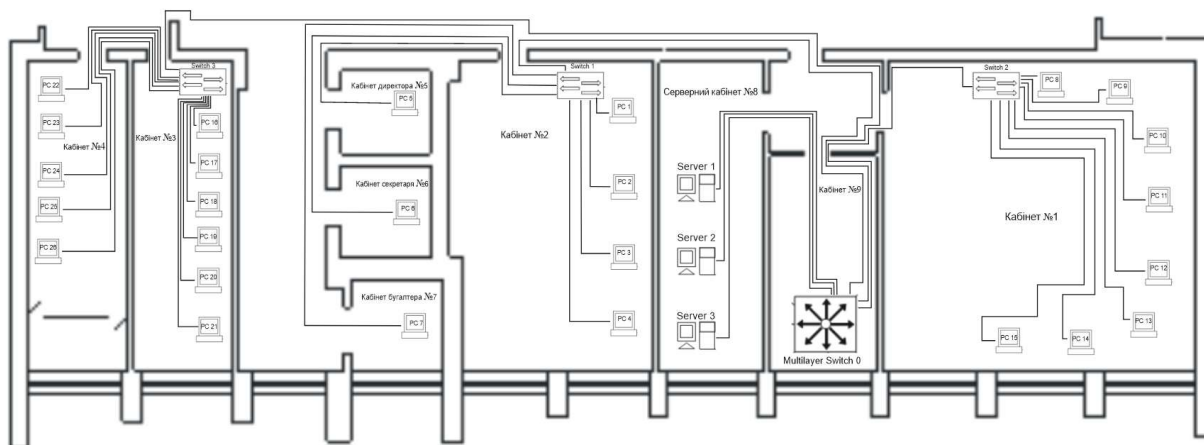 Switch 3
PC 22
PC 23
Кабінет №4
PC 24
PC 25
PC 26
Кабінет №3
PC 16
PC 17
PC 18
PC 19
PC 20
PC 21
Кабінет директора №5
PC 5
Кабінет секретаря №6
PC 6
Кабінет бугалтера №7
PC 7
Switch 1
Кабінет №2
PC 1
PC 2
PC 3
PC 4
Серверний кабінет №8
Server 1
Server 2
Server 3
Кабінет №9
Multilayer Switch 0
Switch 2
PC 8
PC 9
PC 10
PC 11
Кабінет №1
PC 12
PC 13
PC 14
PC 15